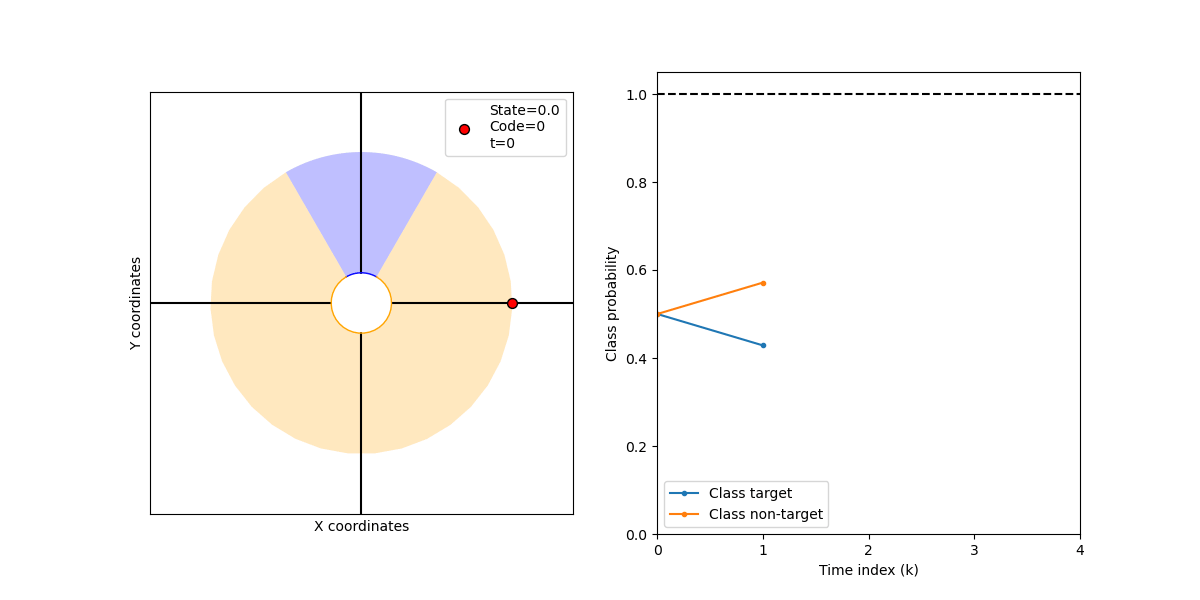 State=0.0
Code=0
t=0
Y coordinates
X coordinates
1.0
0.8
0.6
0.4
0.2
0.0
Class probability
Class target
Class non-target
0 1 2 3 4
Time index (k)